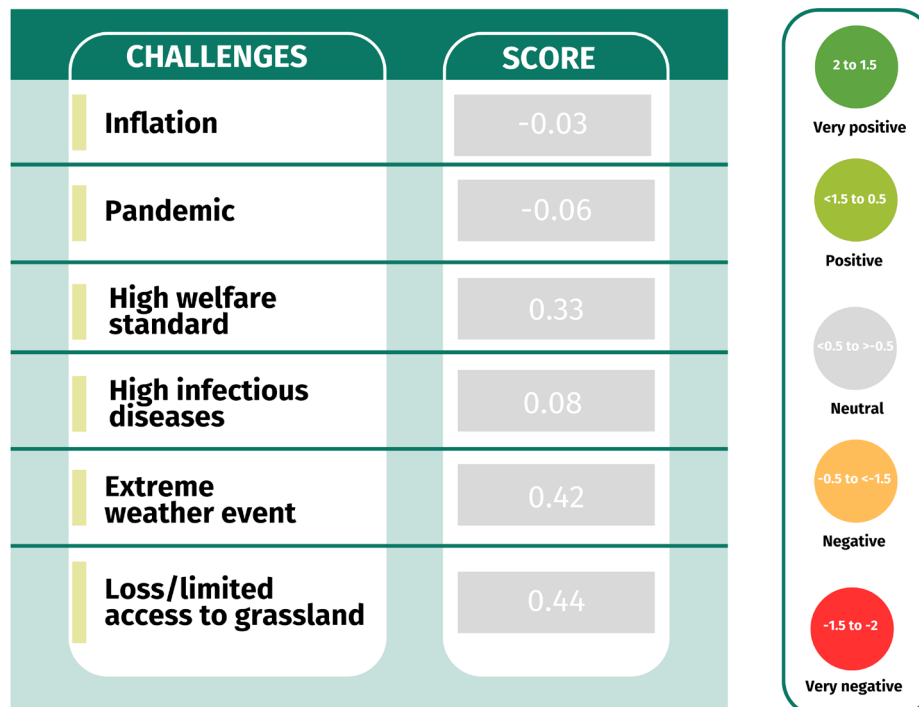 CHALLENGES SCORE
Inflation -0.03
Pandemic -0.06
High welfare
standard 0.33
High infectious
diseases 0.08
Extreme
weather event 0.42
Loss/limited
access to grassland 0.44
2 to 1.5
Very positive
<1.5 to 0.5
Positive
<0.5 to >-0.5
Neutral
-0.5 to <-1.5
Negative
-1.5 to -2
Very negative